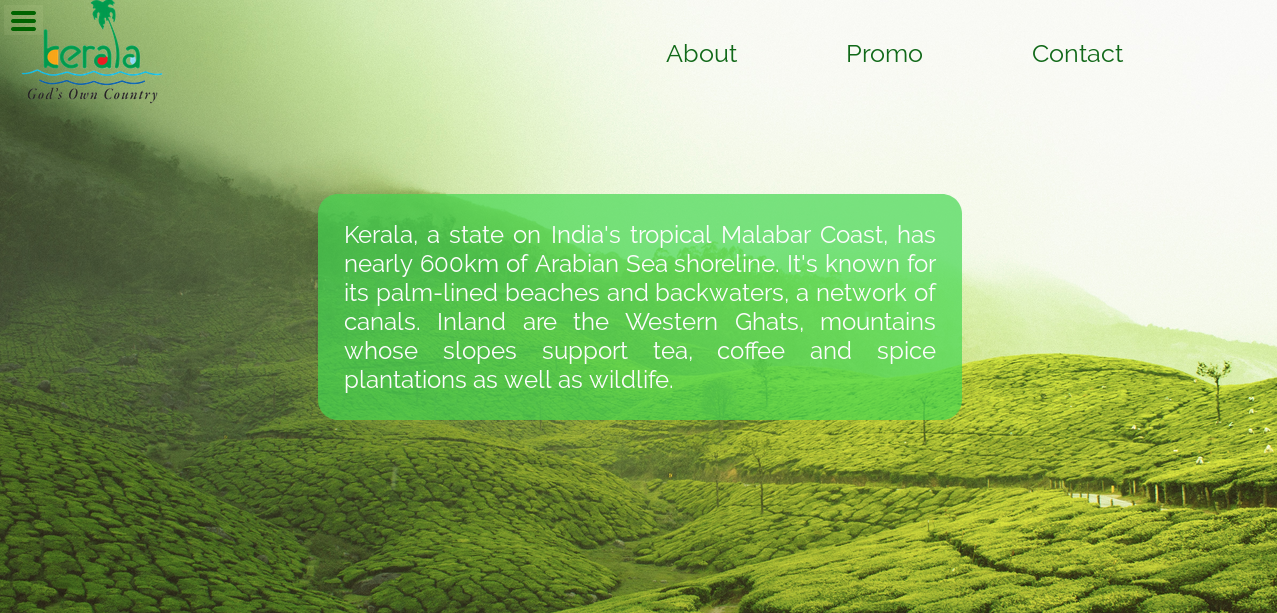 kerala
God's Own Country
About Promo Contact
Kerala, a state on India's tropical Malabar Coast, has
nearly 600km of Arabian Sea shoreline. It's known for
its palm-lined beaches and backwaters, a network of
canals. Inland are the Western Ghats, mountains
whose slopes support tea, coffee and spice
plantations as well as wildlife.